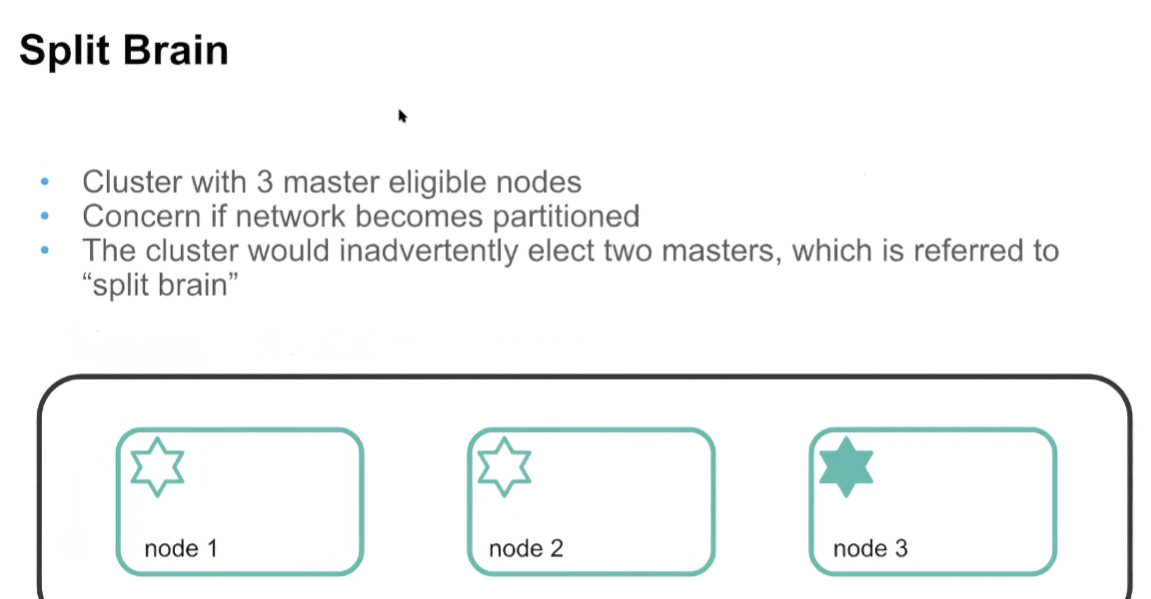 Split Brain
• Cluster with 3 master eligible nodes
• Concern if network becomes partitioned
• The cluster would inadvertently elect two masters, which is referred to
“split brain”
node 1
node 2
node 3